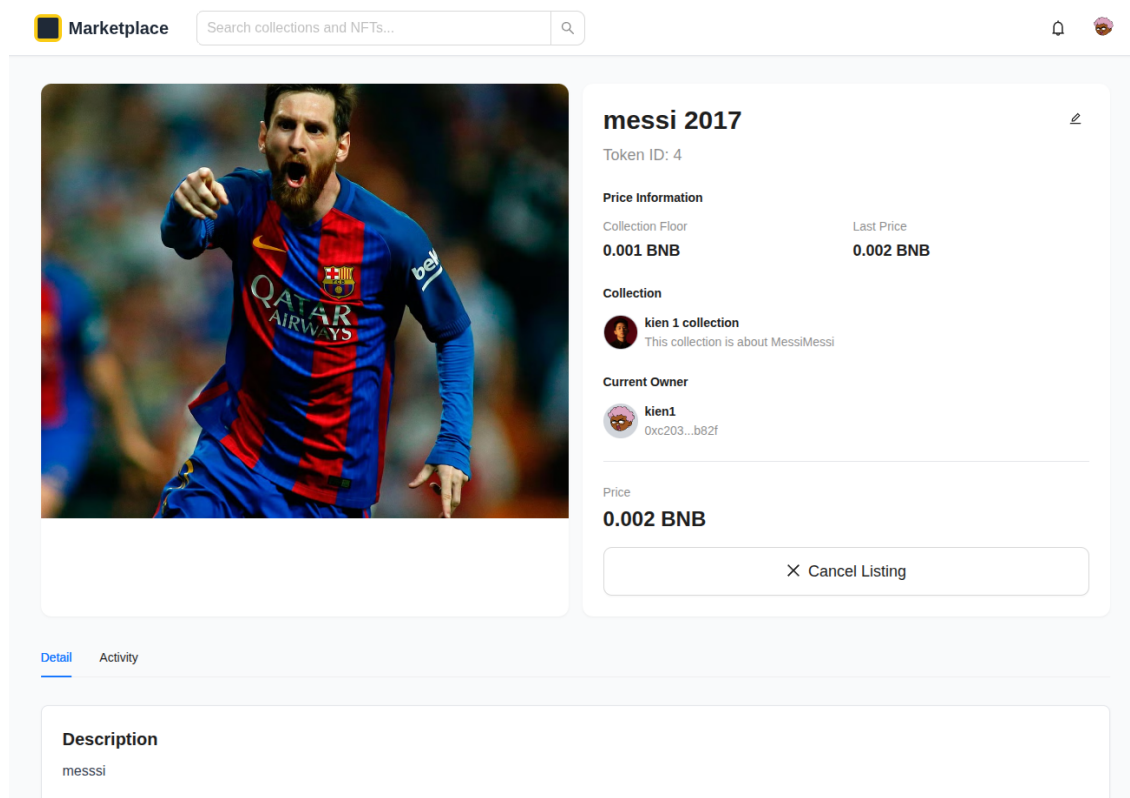 Marketplace
Search collections and NFTs...
QATAR
AIRWAYS
FCB
messi 2017
Token ID: 4
Price Information
Collection Floor
Last Price
0.001 BNB
0.002 BNB
Collection
kien 1 collection
This collection is about MessiMessi
Current Owner
kien1
0xc203...b82f
Price
0.002 BNB
Cancel Listing
Detail
Activity
Description
messsi